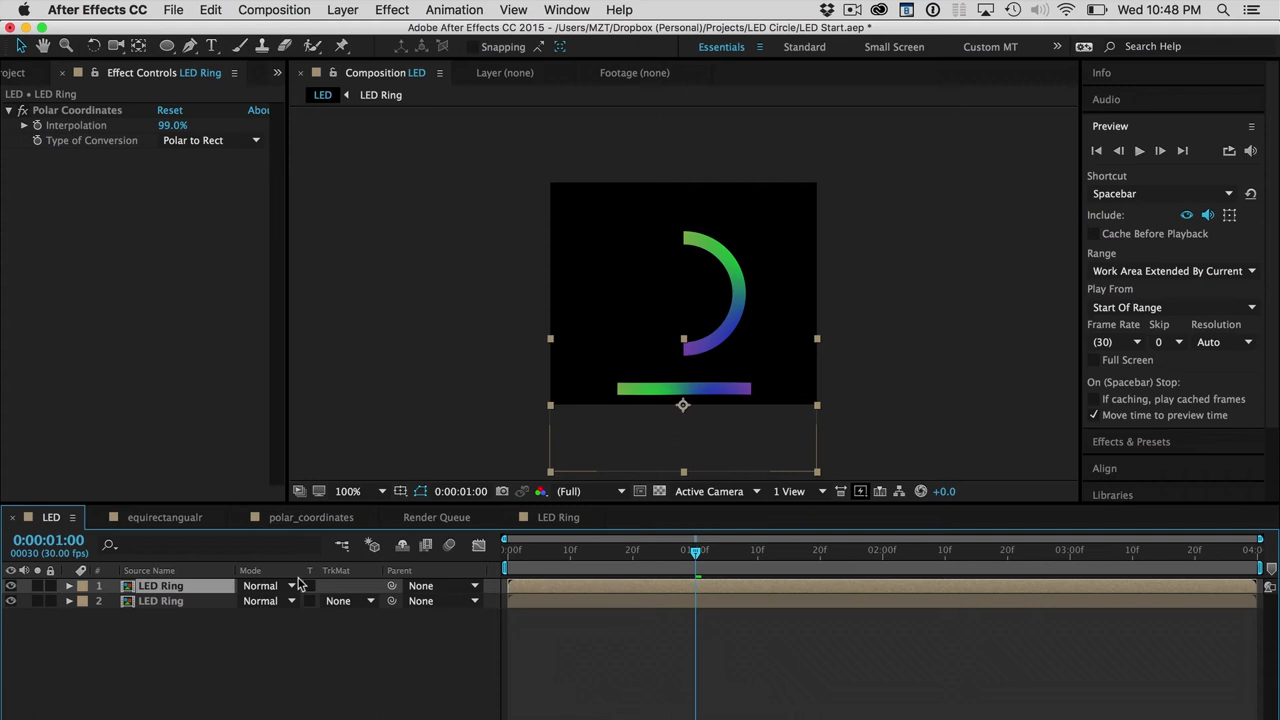 After Effects CC File Edit Composition Layer Effect Animation View Window Help Wed 10:48 PM
Adobe After Effects CC 2015 - /Users/MZT/Dropbox (Personal)/Projects/LED Circle/LED Start.aep *
Snapping Essentials Standard Small Screen Custom MT Search Help
roject Effect Controls LED Ring Composition LED Layer (none) Footage (none) Info
LED • LED Ring LED LED Ring
Audio
fx Polar Coordinates Reset Abou
Interpolation 99.0%
Type of Conversion Polar to Rect
Preview
Shortcut
Spacebar
Include:
Cache Before Playback
Range
Work Area Extended By Current
Play From
Start Of Range
Frame Rate Skip Resolution
(30) 0 Auto
Full Screen
On (Spacebar) Stop:
If caching, play cached frames
Move time to preview time
Effects & Presets
Align
Libraries
100% 0:00:01:00 (Full) Active Camera 1 View +0.0
LED equirectangualr polar_coordinates Render Queue LED Ring
0:00:01:00
00030 (30.00 fps)
:00f 10f 20f 01:00f 10f 20f 02:00f 10f 20f 03:00f 10f 20f 04:0
# Source Name Mode T TrkMat Parent
1 LED Ring Normal None
2 LED Ring Normal None None